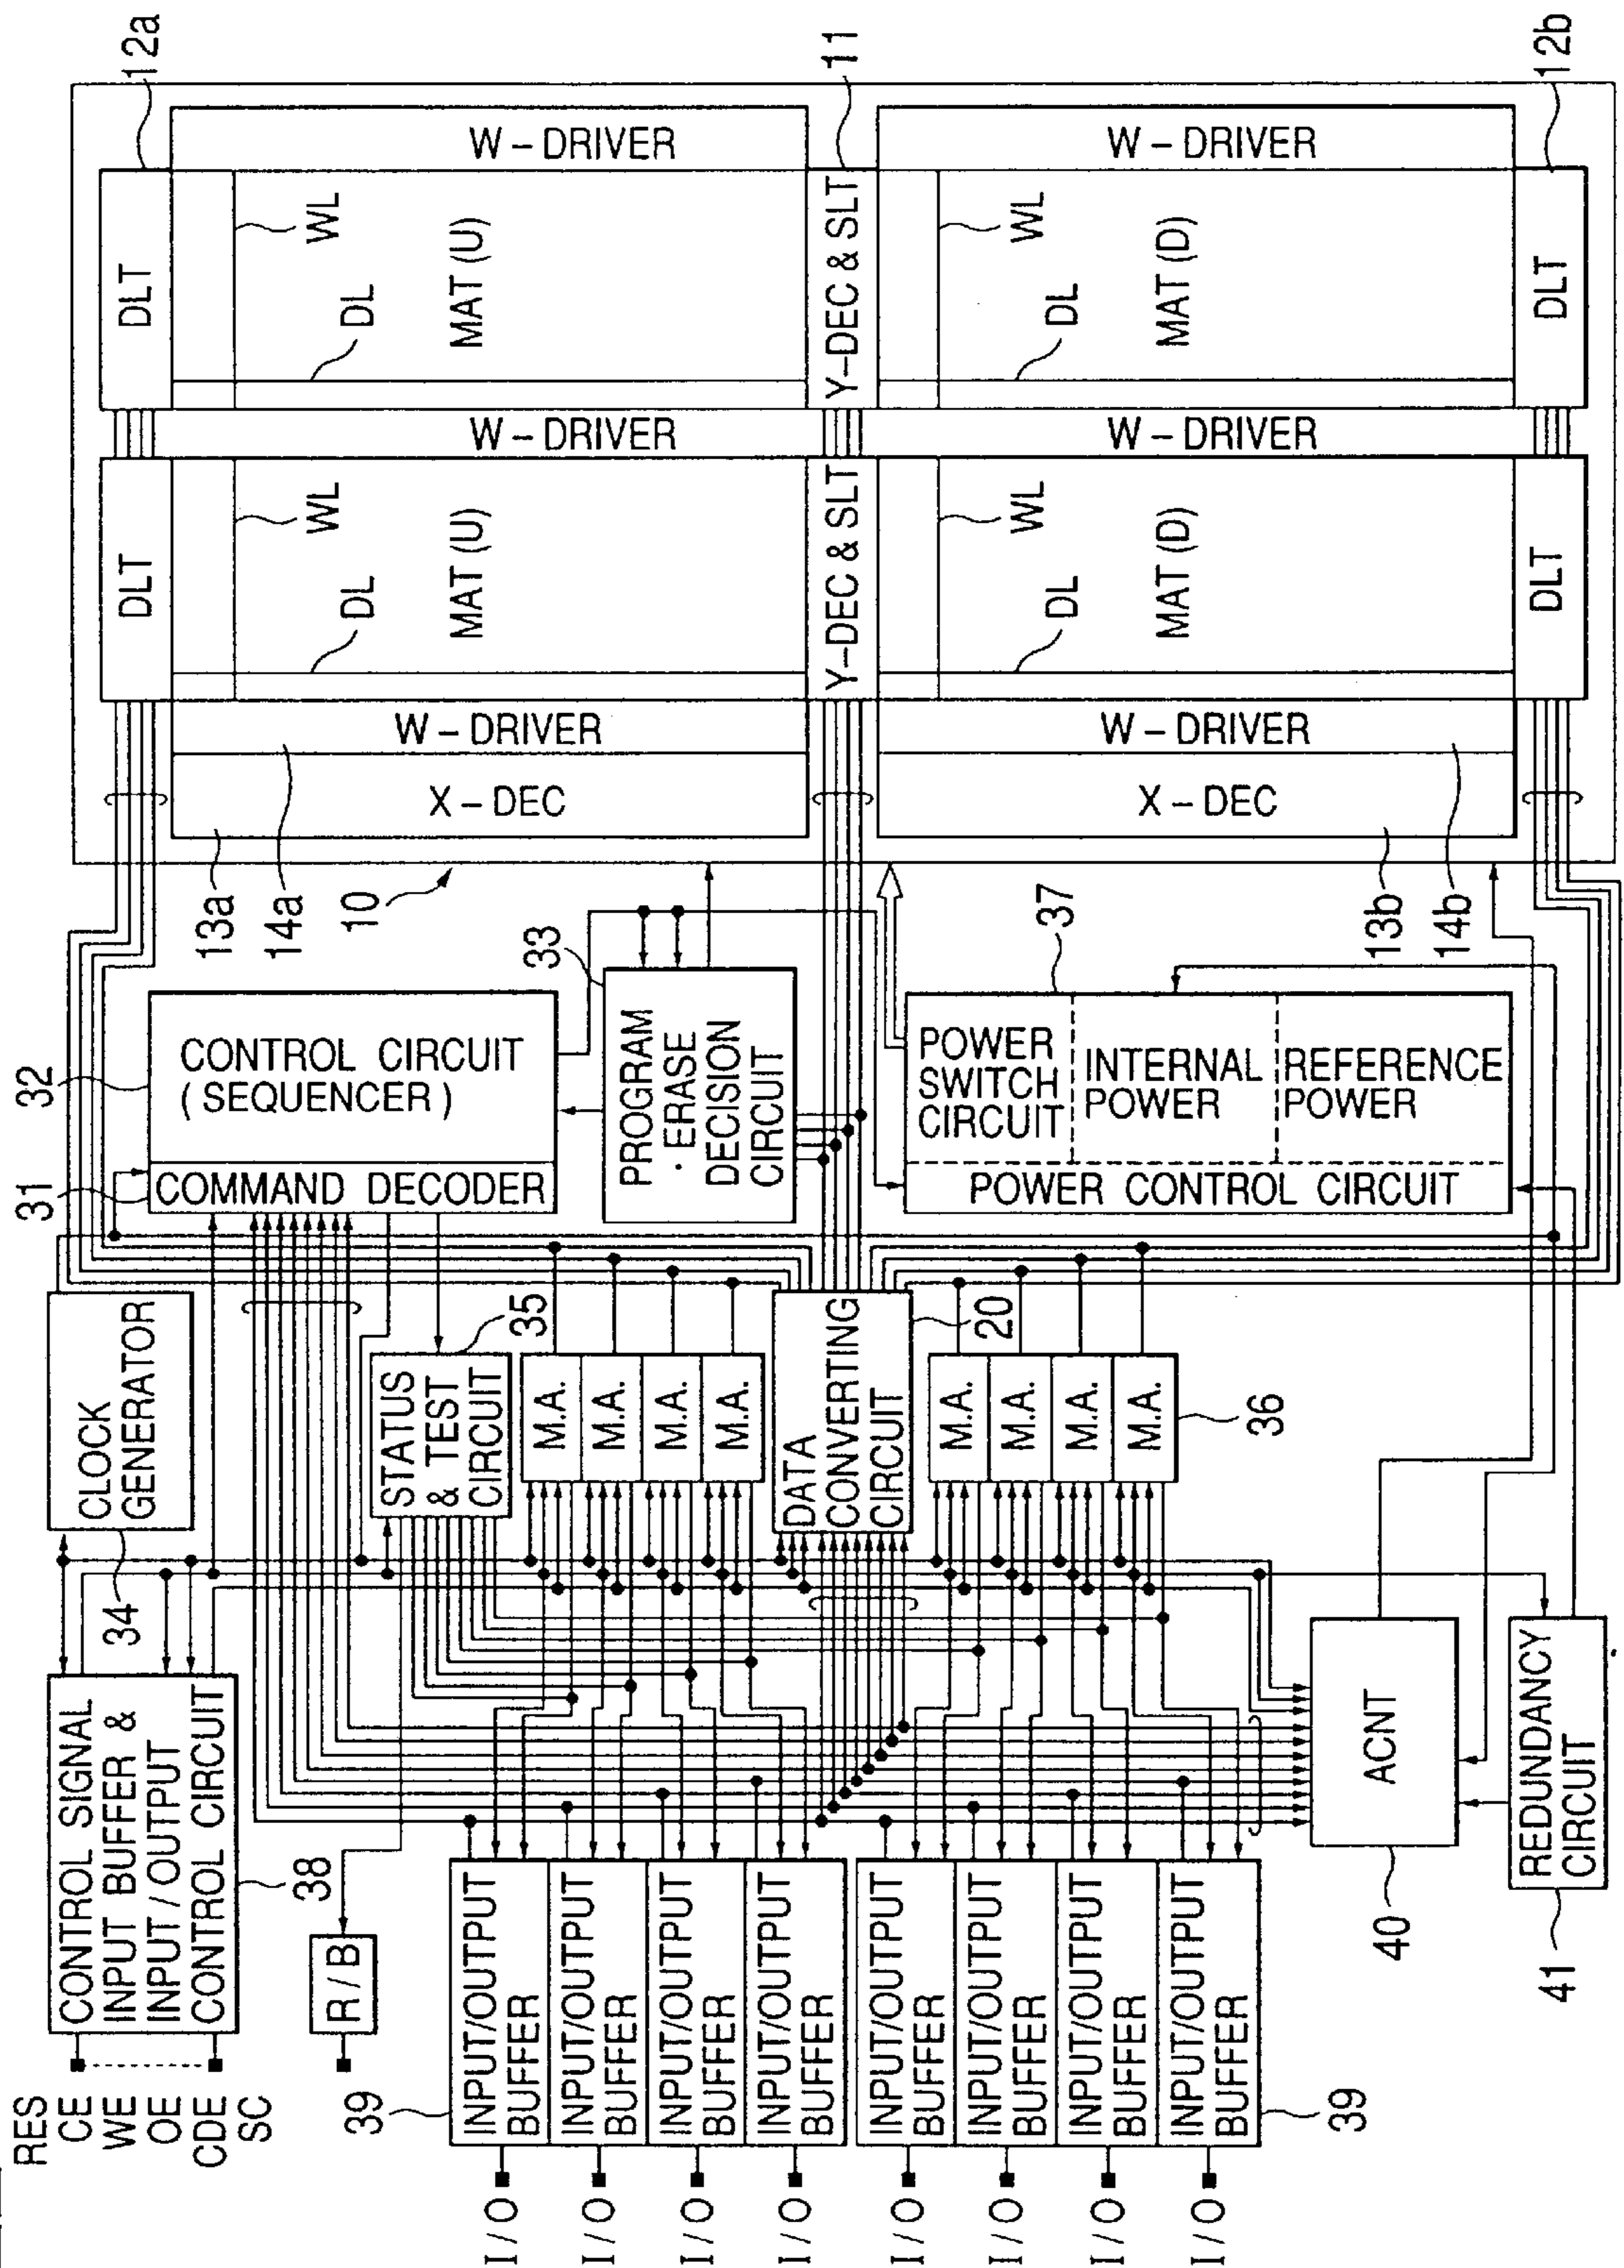 RES
CE
WE
OE
CDE
SC
CONTROL SIGNAL
INPUT BUFFER &
INPUT / OUTPUT
CONTROL CIRCUIT
38
R / B
CLOCK
GENERATOR
34
31
32
CONTROL CIRCUIT
( SEQUENCER )
COMMAND DECODER
STATUS
& TEST
CIRCUIT
35
33
PROGRAM
· ERASE
DECISION
CIRCUIT
M.A.
M.A.
M.A.
M.A.
DATA
CONVERTING
CIRCUIT
20
M.A.
M.A.
M.A.
M.A.
36
37
POWER
SWITCH
CIRCUIT
INTERNAL
POWER
REFERENCE
POWER
POWER CONTROL CIRCUIT
39
I / O
INPUT/OUTPUT
BUFFER
I / O
INPUT/OUTPUT
BUFFER
I / O
INPUT/OUTPUT
BUFFER
I / O
INPUT/OUTPUT
BUFFER
I / O
INPUT/OUTPUT
BUFFER
I / O
INPUT/OUTPUT
BUFFER
I / O
INPUT/OUTPUT
BUFFER
I / O
INPUT/OUTPUT
BUFFER
39
ACNT
40
REDUNDANCY
CIRCUIT
41
13a
14a
10
13b
14b
12a
11
12b
DLT
DLT
X – DEC
W – DRIVER
WL
DL
MAT (U)
W – DRIVER
WL
DL
MAT (U)
W – DRIVER
Y–DEC & SLT
Y–DEC & SLT
X – DEC
W – DRIVER
WL
DL
MAT (D)
W – DRIVER
WL
DL
MAT (D)
W – DRIVER
DLT
DLT